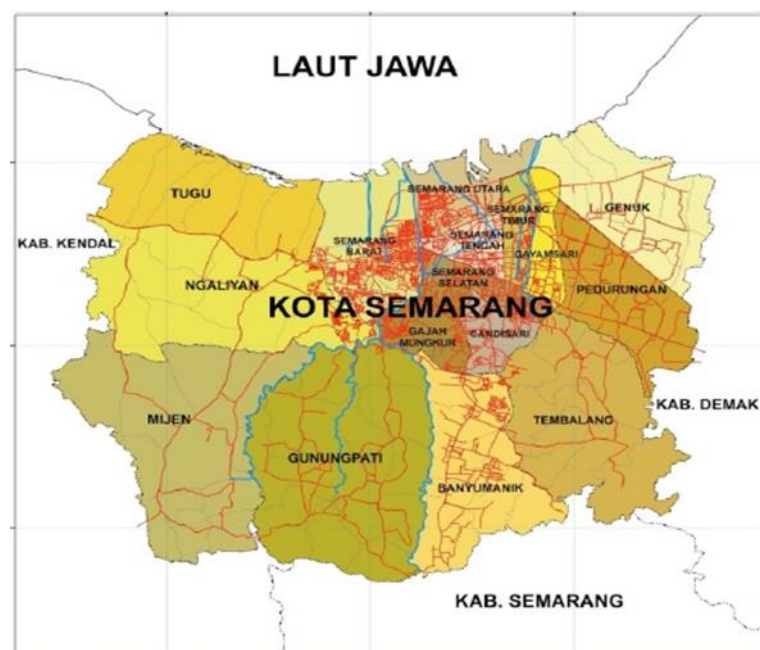 LAUT JAWA
TUGU
SEMARANG UTARA
SEMARANG
TIMUR
GENUK
KAB. KENDAL
SEMARANG
BARAT
SEMARANG
TENGAH
GAYAMSARI
NGALIYAN
SEMARANG
SELATAN
PEDURUNGAN
KOTA SEMARANG
GAJAH
MUNGKUR
CANDISARI
MIJEN
KAB. DEMAK
TEMBALANG
GUNUNGPATI
BANYUMANIK
KAB. SEMARANG